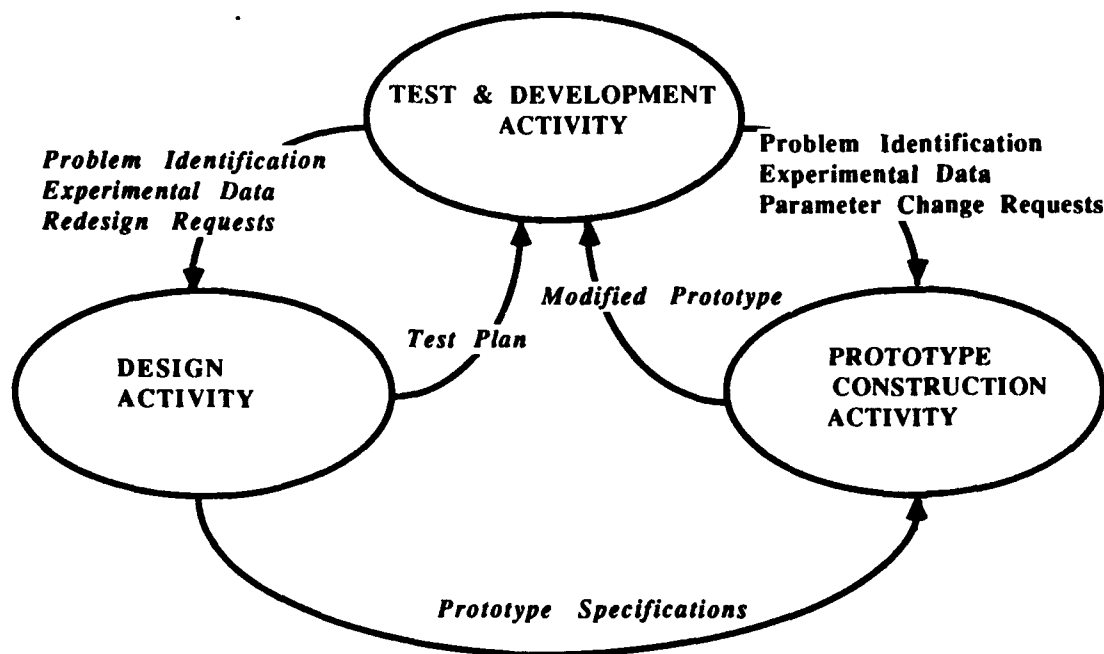 TEST & DEVELOPMENT
ACTIVITY
Problem Identification
Experimental Data
Redesign Requests
Problem Identification
Experimental Data
Parameter Change Requests
Modified Prototype
Test Plan
DESIGN
ACTIVITY
PROTOTYPE
CONSTRUCTION
ACTIVITY
Prototype Specifications